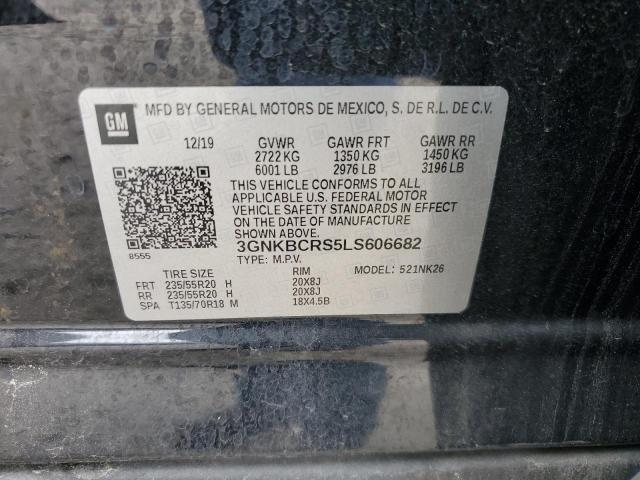 GM
MFD BY GENERAL MOTORS DE MEXICO, S. DE R.L. DE C.V.
12/19 GVWR GAWR FRT GAWR RR
2722 KG 1350 KG 1450 KG
6001 LB 2976 LB 3196 LB
THIS VEHICLE CONFORMS TO ALL
APPLICABLE U.S. FEDERAL MOTOR
VEHICLE SAFETY STANDARDS IN EFFECT
ON THE DATE OF MANUFACTURE
SHOWN ABOVE.
3GNKBCRS5LS606682
8555
TYPE: M.P.V.
TIRE SIZE RIM MODEL: 521NK26
FRT 235/55R20 H 20X8J
RR 235/55R20 H 20X8J
SPA T135/70R18 M 18X4.5B